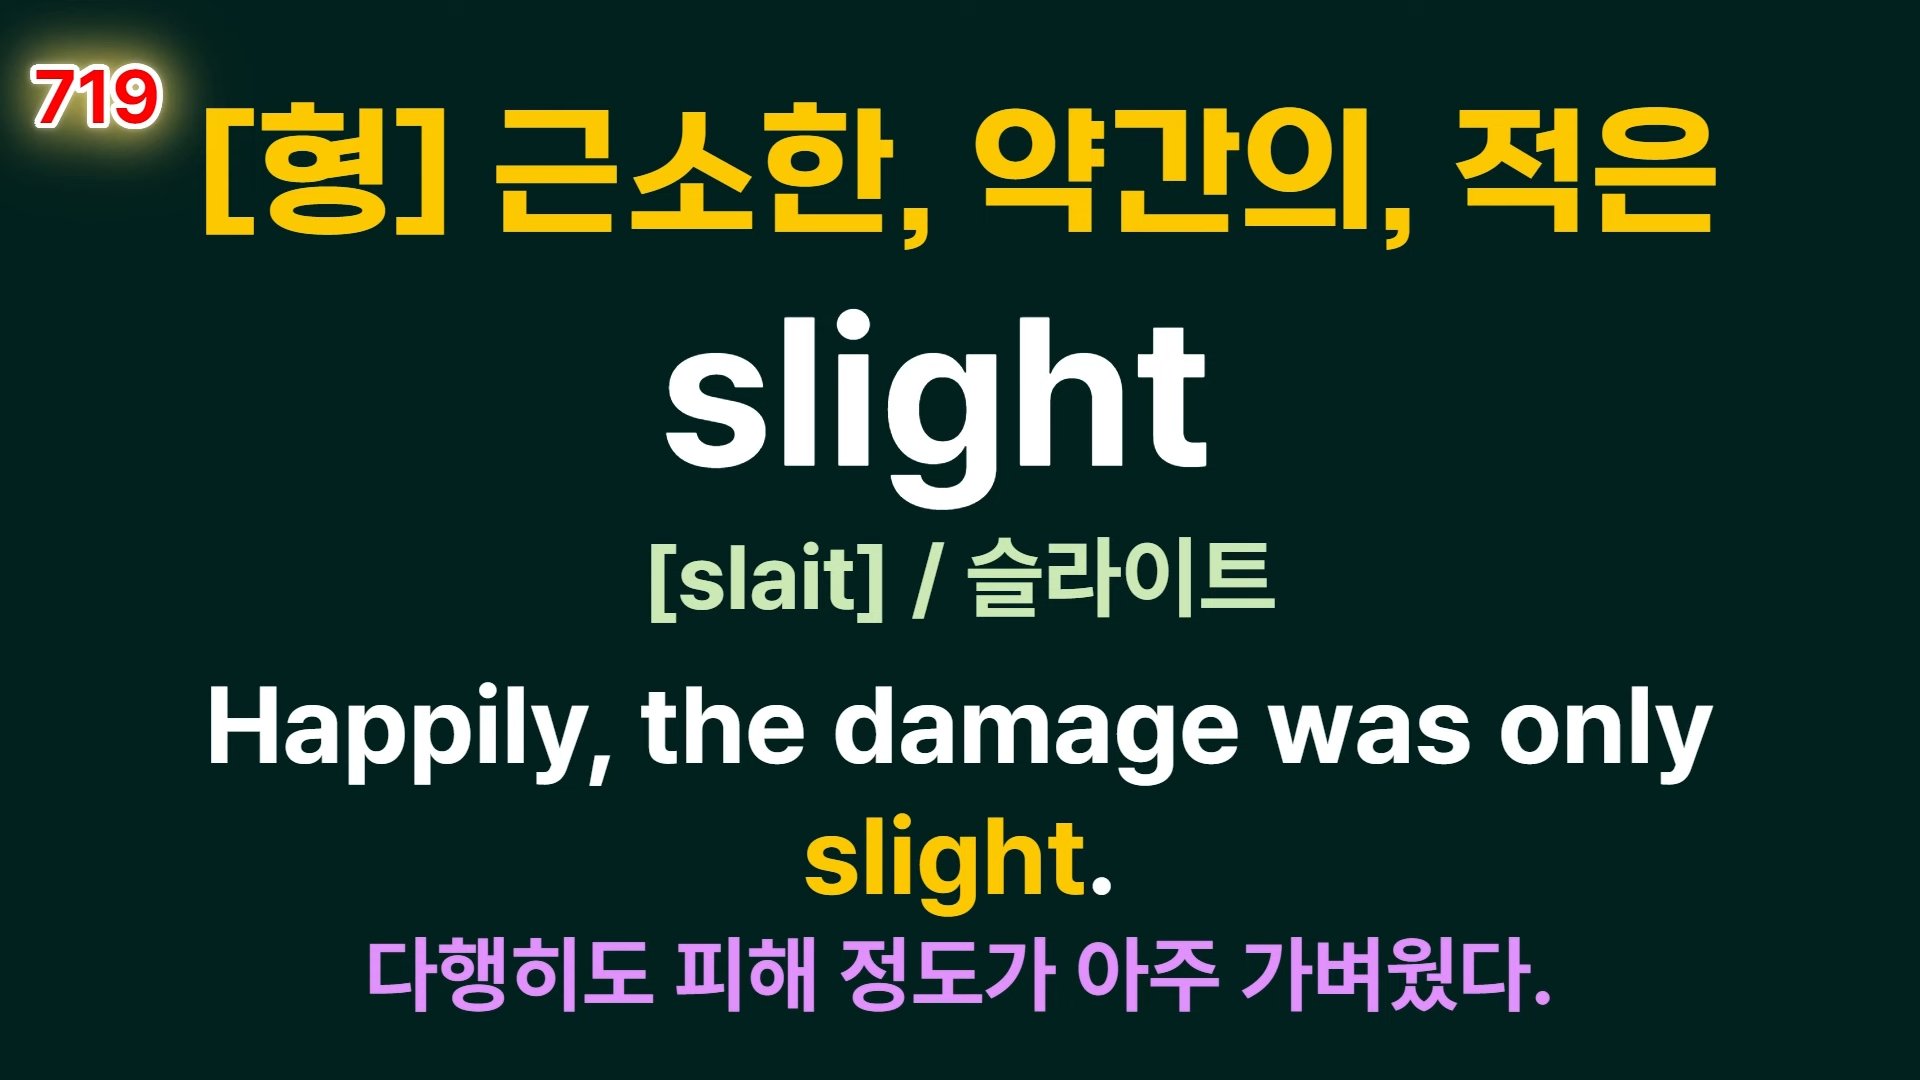 719
[형] 근소한, 약간의, 적은
slight
[slait] / 슬라이트
Happily, the damage was only
slight.
다행히도 피해 정도가 아주 가벼웠다.